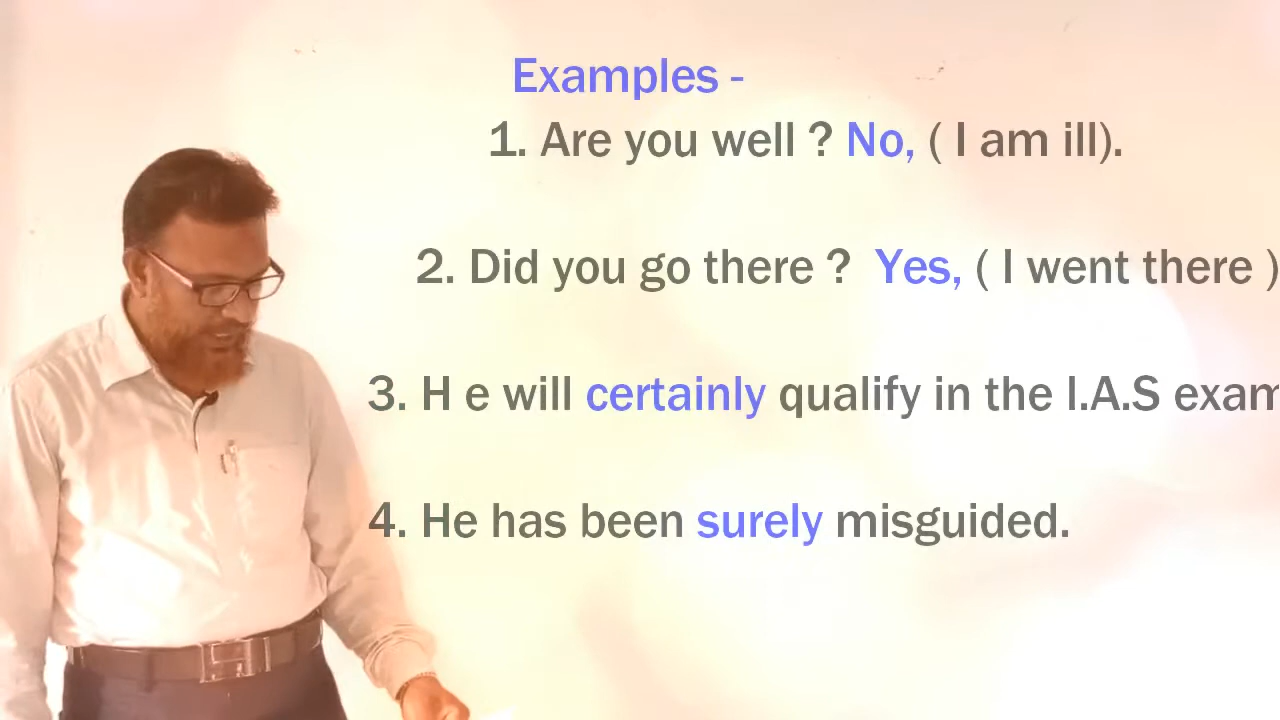 Examples -
1. Are you well ? No, ( I am ill).
2. Did you go there ? Yes, ( I went there )
3. H e will certainly qualify in the I.A.S exam
4. He has been surely misguided.